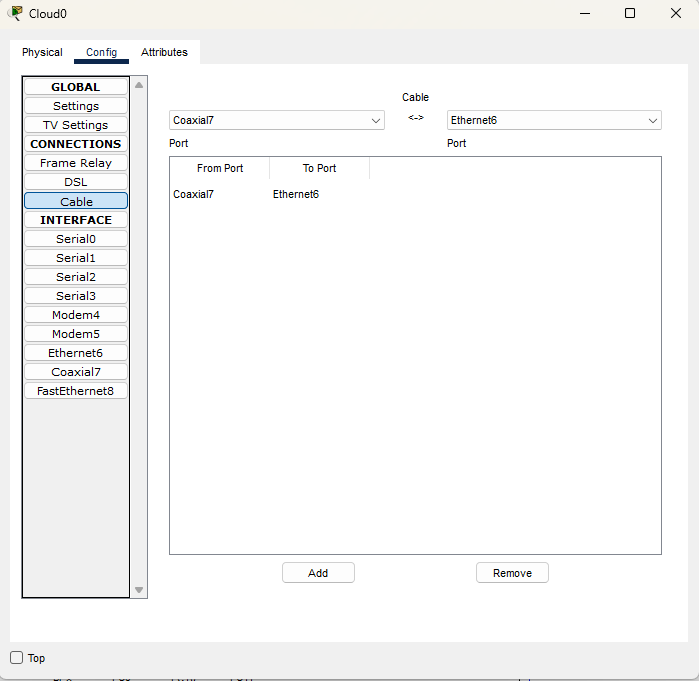 Cloud0
Physical Config Attributes
GLOBAL
Settings
TV Settings
CONNECTIONS
Frame Relay
DSL
Cable
INTERFACE
Serial0
Serial1
Serial2
Serial3
Modem4
Modem5
Ethernet6
Coaxial7
FastEthernet8
Cable
Coaxial7 <-> Ethernet6
Port Port
From Port To Port
Coaxial7 Ethernet6
Add Remove
Top